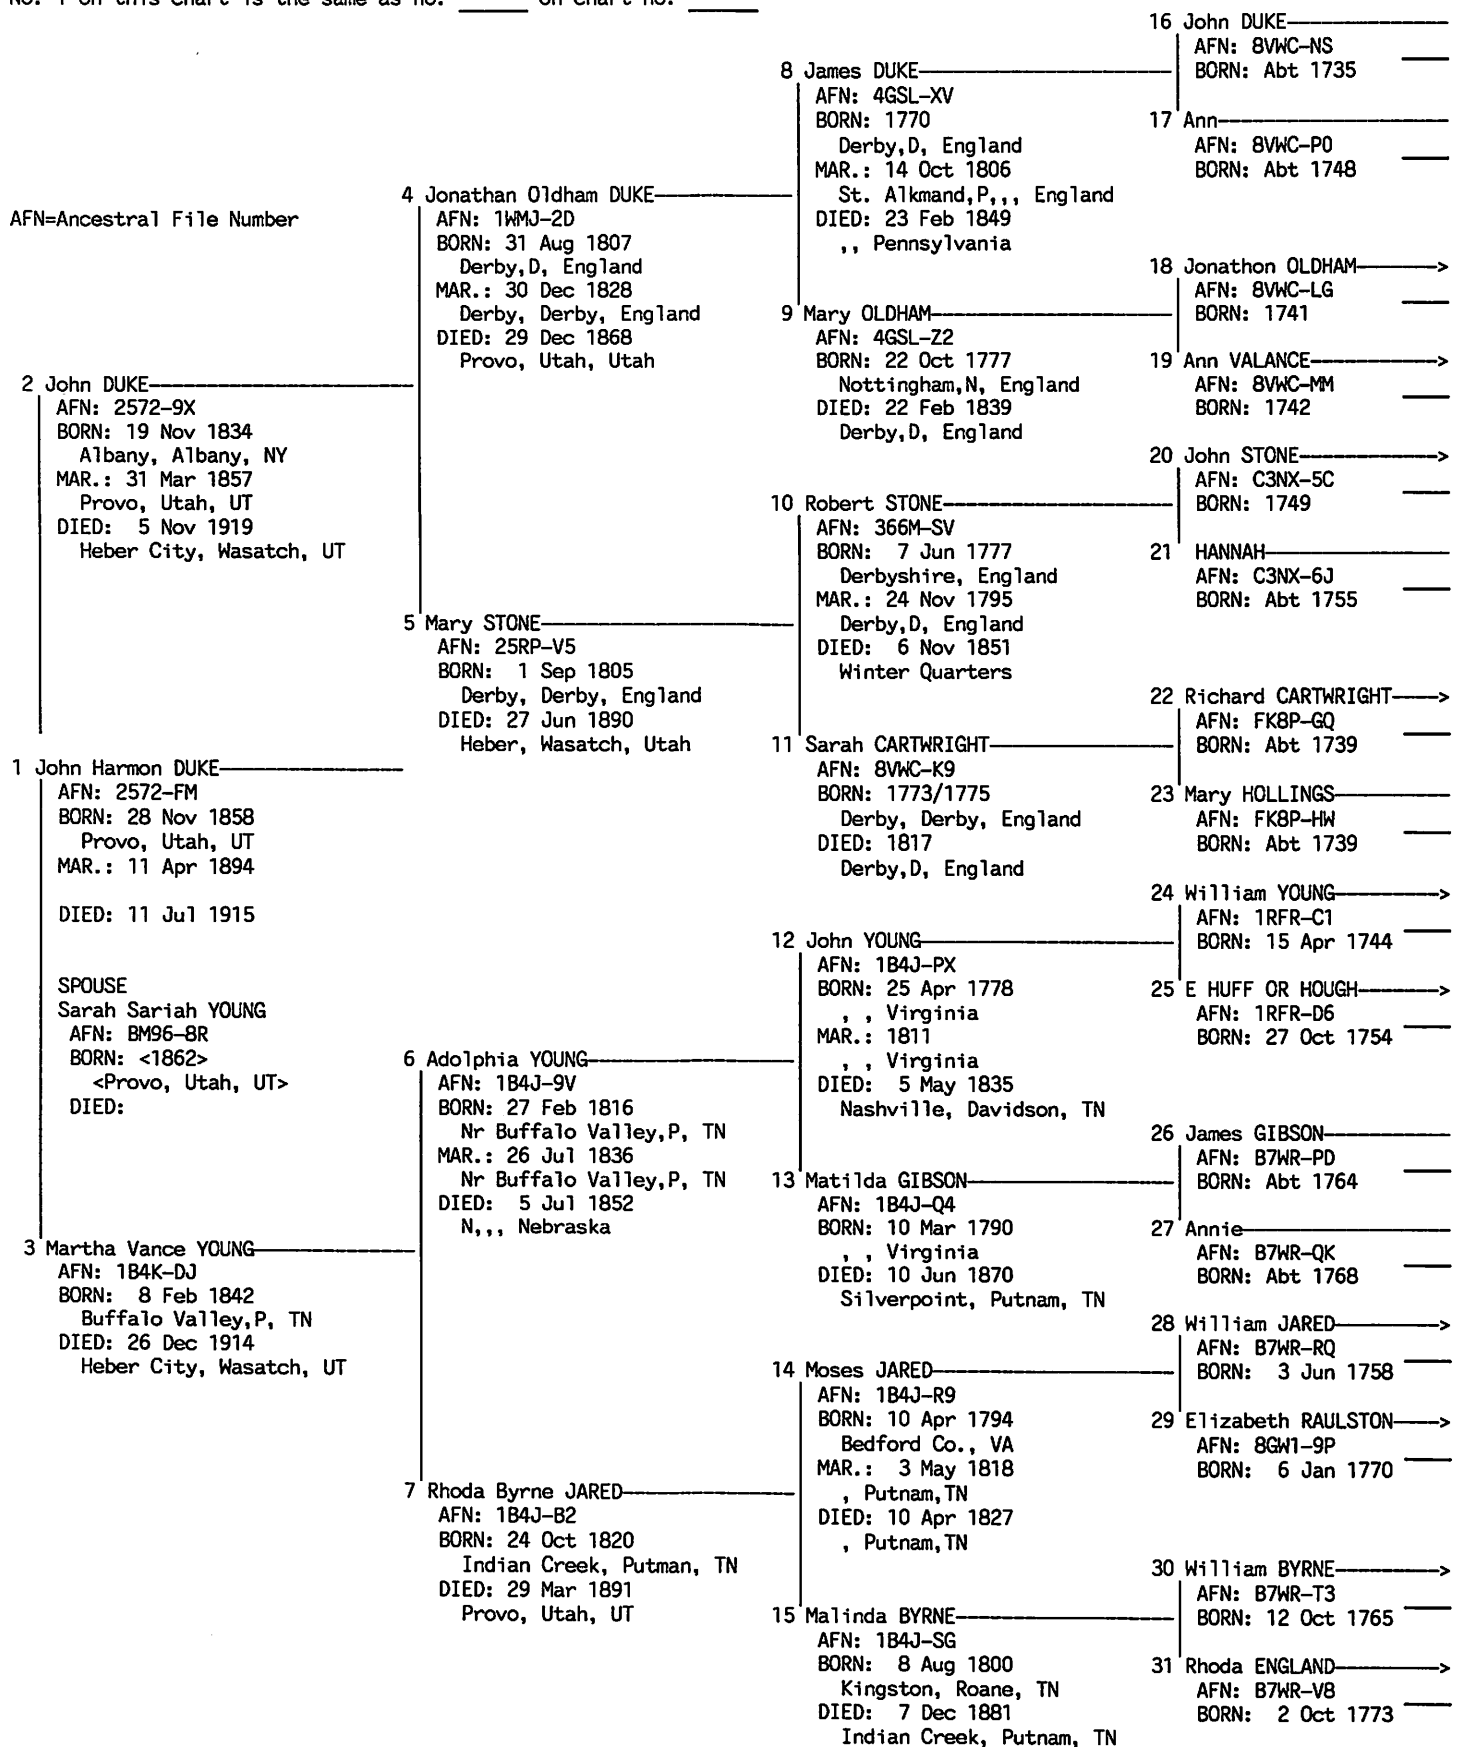 No. 1 on this chart is the same as no. ______ on chart no. ______
AFN=Ancestral File Number
1 John Harmon DUKE
AFN: 2572-FM
BORN: 28 Nov 1858
Provo, Utah, UT
MAR.: 11 Apr 1894
DIED: 11 Jul 1915
SPOUSE
Sarah Sariah YOUNG
AFN: BM96-8R
BORN: <1862>
<Provo, Utah, UT>
DIED:
2 John DUKE
AFN: 2572-9X
BORN: 19 Nov 1834
Albany, Albany, NY
MAR.: 31 Mar 1857
Provo, Utah, UT
DIED: 5 Nov 1919
Heber City, Wasatch, UT
3 Martha Vance YOUNG
AFN: 1B4K-DJ
BORN: 8 Feb 1842
Buffalo Valley,P, TN
DIED: 26 Dec 1914
Heber City, Wasatch, UT
4 Jonathan Oldham DUKE
AFN: 1WMJ-2D
BORN: 31 Aug 1807
Derby,D, England
MAR.: 30 Dec 1828
Derby, Derby, England
DIED: 29 Dec 1868
Provo, Utah, Utah
5 Mary STONE
AFN: 25RP-V5
BORN: 1 Sep 1805
Derby, Derby, England
DIED: 27 Jun 1890
Heber, Wasatch, Utah
6 Adolphia YOUNG
AFN: 1B4J-9V
BORN: 27 Feb 1816
Nr Buffalo Valley,P, TN
MAR.: 26 Jul 1836
Nr Buffalo Valley,P, TN
DIED: 5 Jul 1852
N,,, Nebraska
7 Rhoda Byrne JARED
AFN: 1B4J-B2
BORN: 24 Oct 1820
Indian Creek, Putman, TN
DIED: 29 Mar 1891
Provo, Utah, UT
8 James DUKE
AFN: 4GSL-XV
BORN: 1770
Derby,D, England
MAR.: 14 Oct 1806
St. Alkmand,P,,, England
DIED: 23 Feb 1849
,, Pennsylvania
9 Mary OLDHAM
AFN: 4GSL-Z2
BORN: 22 Oct 1777
Nottingham,N, England
DIED: 22 Feb 1839
Derby,D, England
10 Robert STONE
AFN: 366M-SV
BORN: 7 Jun 1777
Derbyshire, England
MAR.: 24 Nov 1795
Derby,D, England
DIED: 6 Nov 1851
Winter Quarters
11 Sarah CARTWRIGHT
AFN: 8VWC-K9
BORN: 1773/1775
Derby, Derby, England
DIED: 1817
Derby,D, England
12 John YOUNG
AFN: 1B4J-PX
BORN: 25 Apr 1778
, , Virginia
MAR.: 1811
, , Virginia
DIED: 5 May 1835
Nashville, Davidson, TN
13 Matilda GIBSON
AFN: 1B4J-Q4
BORN: 10 Mar 1790
, , Virginia
DIED: 10 Jun 1870
Silverpoint, Putnam, TN
14 Moses JARED
AFN: 1B4J-R9
BORN: 10 Apr 1794
Bedford Co., VA
MAR.: 3 May 1818
, Putnam,TN
DIED: 10 Apr 1827
, Putnam,TN
15 Malinda BYRNE
AFN: 1B4J-SG
BORN: 8 Aug 1800
Kingston, Roane, TN
DIED: 7 Dec 1881
Indian Creek, Putnam, TN
16 John DUKE
AFN: 8VWC-NS
BORN: Abt 1735
17 Ann
AFN: 8VWC-P0
BORN: Abt 1748
18 Jonathon OLDHAM
AFN: 8VWC-LG
BORN: 1741
19 Ann VALANCE
AFN: 8VWC-MM
BORN: 1742
20 John STONE
AFN: C3NX-5C
BORN: 1749
21 HANNAH
AFN: C3NX-6J
BORN: Abt 1755
22 Richard CARTWRIGHT
AFN: FK8P-GQ
BORN: Abt 1739
23 Mary HOLLINGS
AFN: FK8P-HW
BORN: Abt 1739
24 William YOUNG
AFN: 1RFR-C1
BORN: 15 Apr 1744
25 E HUFF OR HOUGH
AFN: 1RFR-D6
BORN: 27 Oct 1754
26 James GIBSON
AFN: B7WR-PD
BORN: Abt 1764
27 Annie
AFN: B7WR-QK
BORN: Abt 1768
28 William JARED
AFN: B7WR-RQ
BORN: 3 Jun 1758
29 Elizabeth RAULSTON
AFN: 8GW1-9P
BORN: 6 Jan 1770
30 William BYRNE
AFN: B7WR-T3
BORN: 12 Oct 1765
31 Rhoda ENGLAND
AFN: B7WR-V8
BORN: 2 Oct 1773